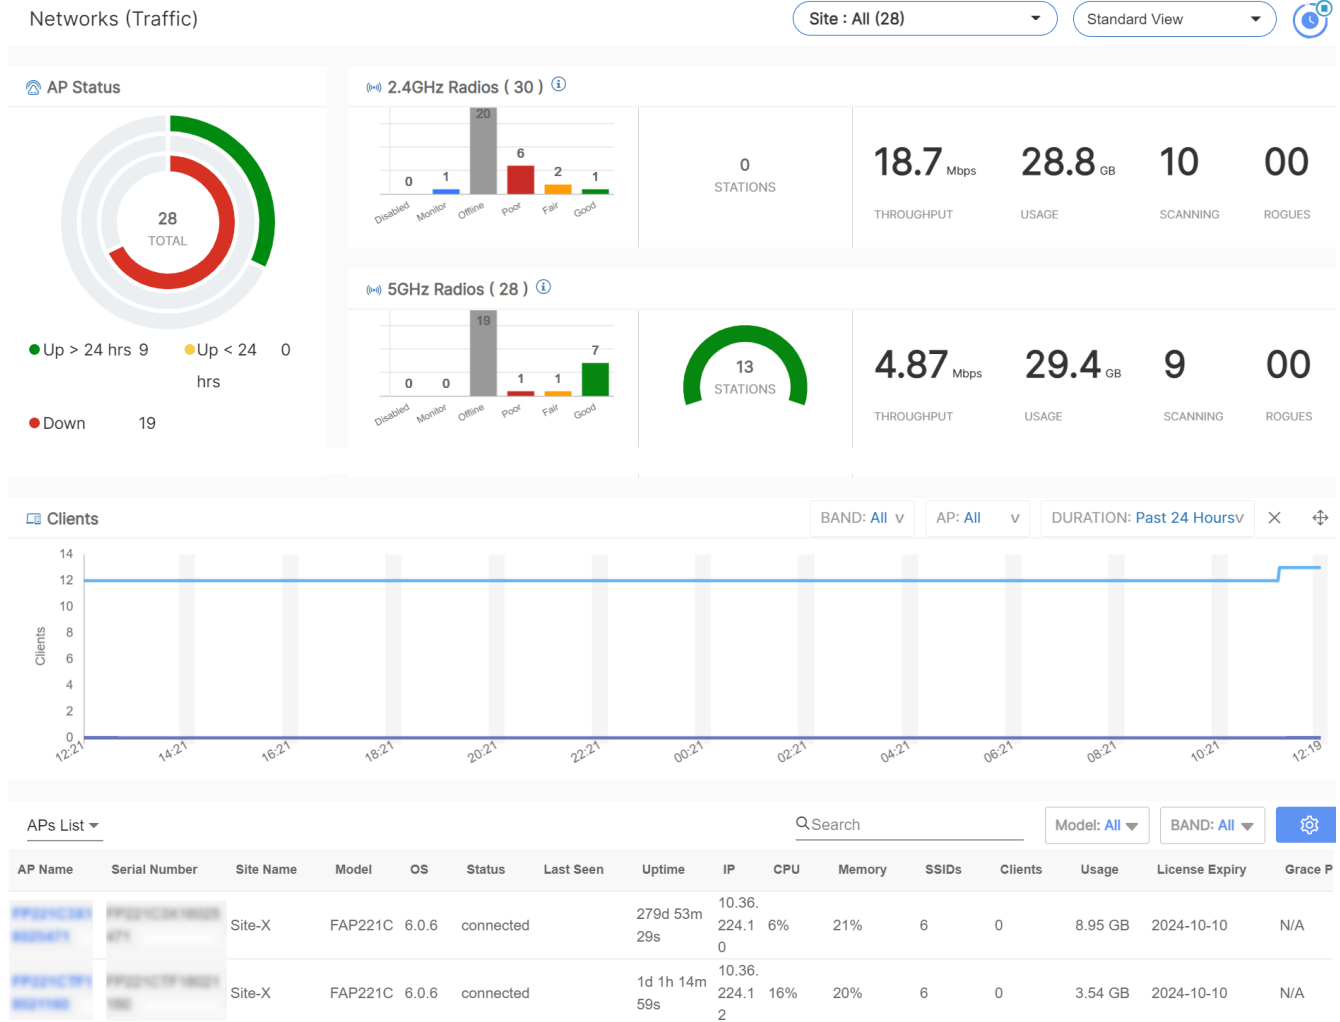 Networks (Traffic)
Site : All (28)
Standard View
AP Status
28
TOTAL
Up > 24 hrs 9
Up < 24 hrs 0
Down 19
2.4GHz Radios ( 30 )
0 1 20 6 2 1
Disabled Monitor Offline Poor Fair Good
0
STATIONS
18.7 Mbps
THROUGHPUT
28.8 GB
USAGE
10
SCANNING
00
ROGUES
5GHz Radios ( 28 )
0 0 19 1 1 7
Disabled Monitor Offline Poor Fair Good
13
STATIONS
4.87 Mbps
THROUGHPUT
29.4 GB
USAGE
9
SCANNING
00
ROGUES
Clients
BAND: All v
AP: All v
DURATION: Past 24 Hours v
Clients
14
12
10
8
6
4
2
0
12:21 14:21 16:21 18:21 20:21 22:21 00:21 02:21 04:21 06:21 08:21 10:21 12:19
APs List
Search
Model: All
BAND: All
AP Name Serial Number Site Name Model OS Status Last Seen Uptime IP CPU Memory SSIDs Clients Usage License Expiry Grace P
Site-X FAP221C 6.0.6 connected 279d 53m 29s 10.36.224.10 6% 21% 6 0 8.95 GB 2024-10-10 N/A
Site-X FAP221C 6.0.6 connected 1d 1h 14m 59s 10.36.224.12 16% 20% 6 0 3.54 GB 2024-10-10 N/A